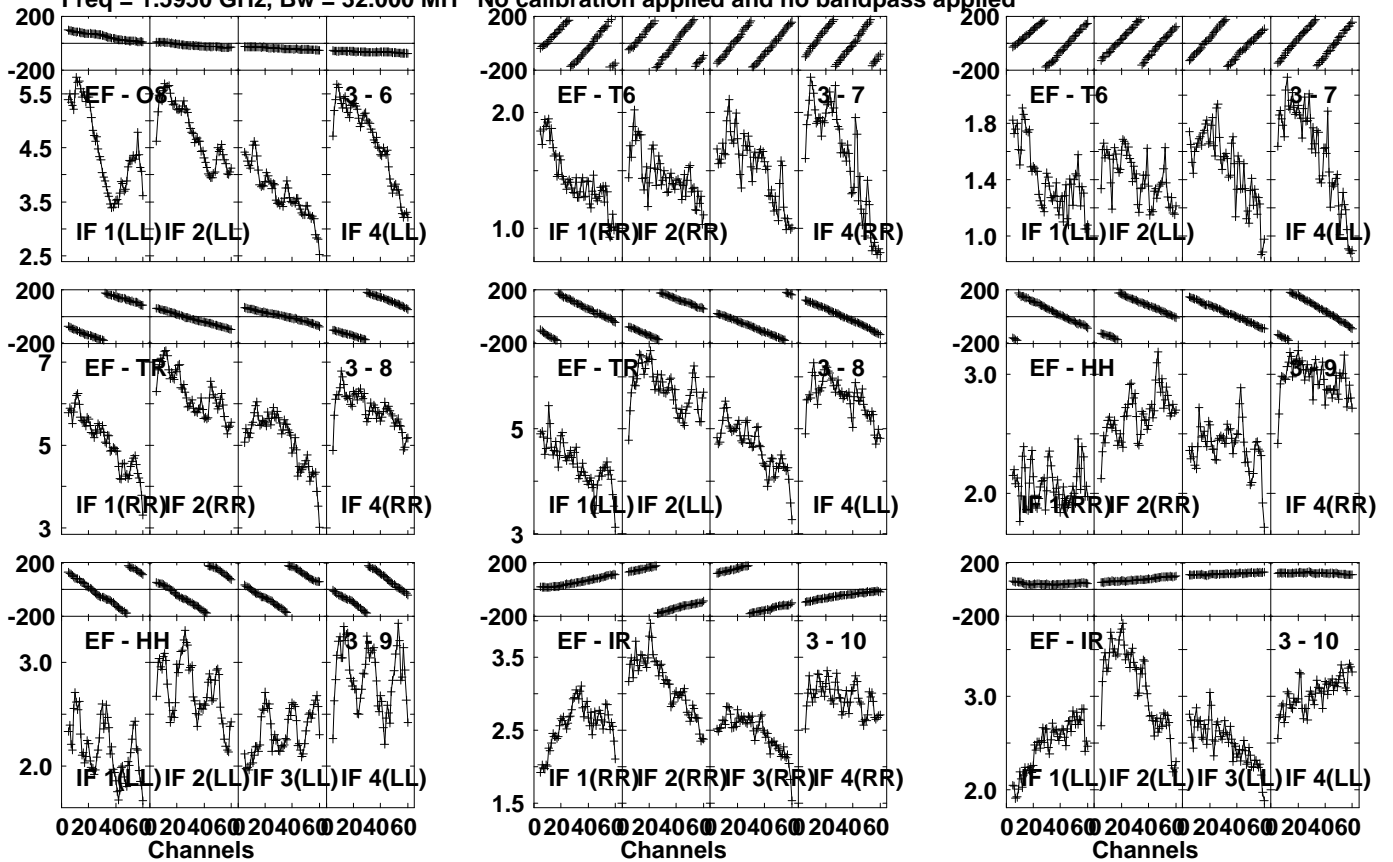 Freq = 1.5950 GHz, Bw = 32.000 MH No calibration applied and no bandpass applied
200
-200
EF - O8 3 - 6
5.5
4.5
3.5
2.5
IF 1(LL) IF 2(LL) IF 4(LL)
EF - T6 3 - 7
2.0
1.0
IF 1(RR) IF 2(RR) IF 4(RR)
EF - T6 3 - 7
1.8
1.4
1.0
IF 1(LL) IF 2(LL) IF 4(LL)
200
-200
EF - TR 3 - 8
7
5
3
IF 1(RR) IF 2(RR) IF 4(RR)
200
-200
EF - TR 3 - 8
5
3
IF 1(LL) IF 2(LL) IF 4(LL)
200
-200
EF - HH 3 - 9
3.0
2.0
IF 1(RR) IF 2(RR) IF 4(RR)
200
-200
EF - HH 3 - 9
3.0
2.0
IF 1(LL) IF 2(LL) IF 3(LL) IF 4(LL)
0 20 40 60 0 20 40 60 0 20 40 60 0 20 40 60
Channels
200
-200
EF - IR 3 - 10
3.5
2.5
1.5
IF 1(RR) IF 2(RR) IF 3(RR) IF 4(RR)
0 20 40 60 0 20 40 60 0 20 40 60 0 20 40 60
Channels
200
-200
EF - IR 3 - 10
3.0
2.0
IF 1(LL) IF 2(LL) IF 3(LL) IF 4(LL)
0 20 40 60 0 20 40 60 0 20 40 60 0 20 40 60
Channels